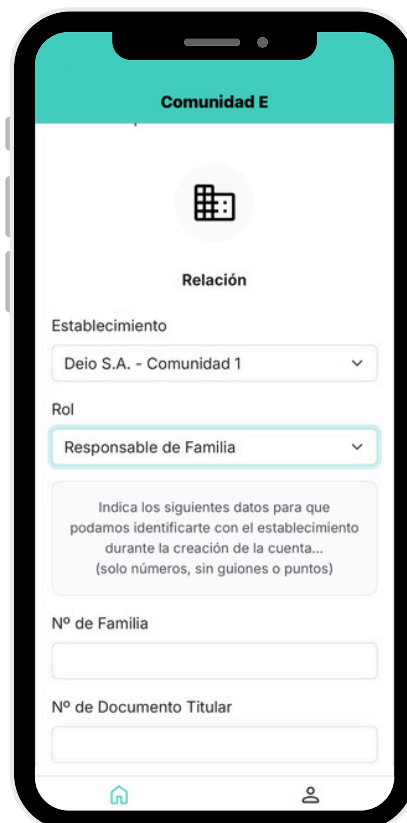 Comunidad E
Relación
Establecimiento
Deio S.A. - Comunidad 1
Rol
Responsable de Familia
Indica los siguientes datos para que
podamos identificarte con el establecimiento
durante la creación de la cuenta...
(solo números, sin guiones o puntos)
Nº de Familia
Nº de Documento Titular